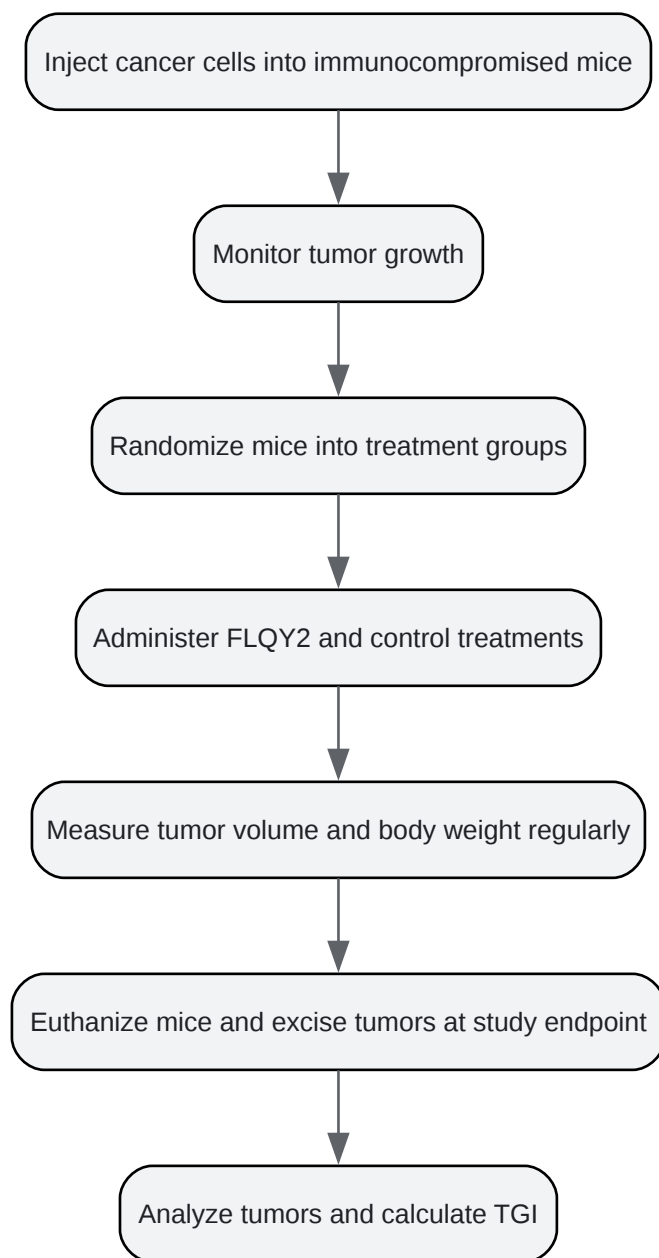 Inject cancer cells into immunocompromised mice
Monitor tumor growth
Randomize mice into treatment groups
Administer FLQY2 and control treatments
Measure tumor volume and body weight regularly
Euthanize mice and excise tumors at study endpoint
Analyze tumors and calculate TGI